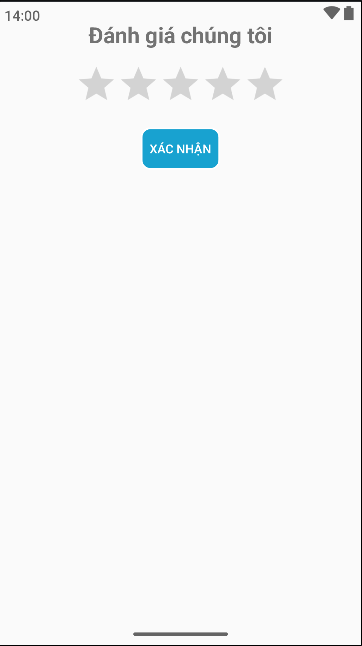 14:00
Đánh giá chúng tôi
XÁC NHẬN